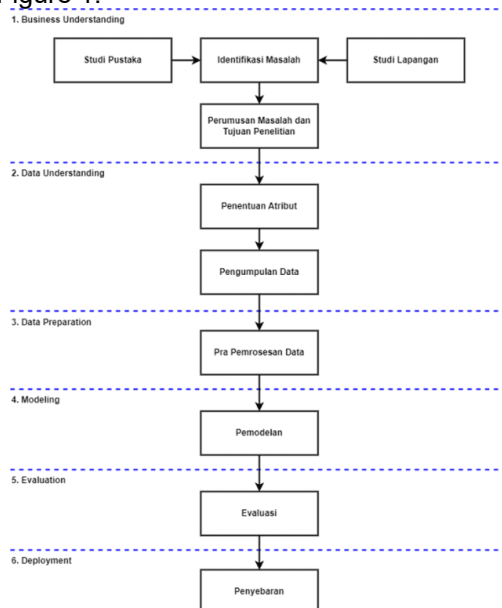 Figure 1.
1. Business Understanding
Studi Pustaka
Identifikasi Masalah
Studi Lapangan
Perumusan Masalah dan
Tujuan Penelitian
2. Data Understanding
Penentuan Atribut
Pengumpulan Data
3. Data Preparation
Pra Pemrosesan Data
4. Modeling
Pemodelan
5. Evaluation
Evaluasi
6. Deployment
Penyebaran